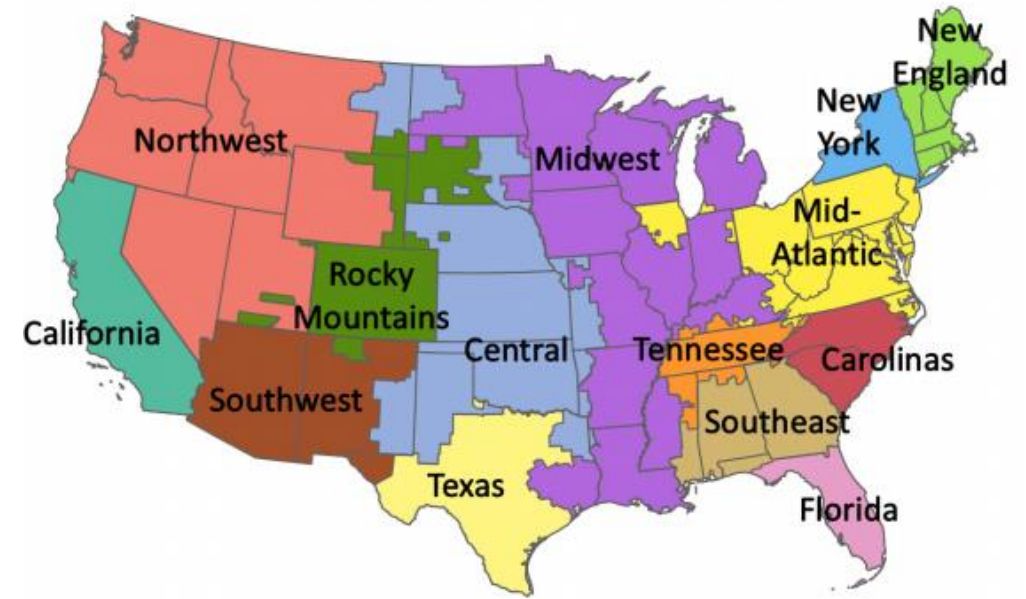 New
England
New
York
Northwest
Midwest
Mid-
Atlantic
Rocky
Mountains
California
Central
Tennessee
Carolinas
Southwest
Southeast
Texas
Florida